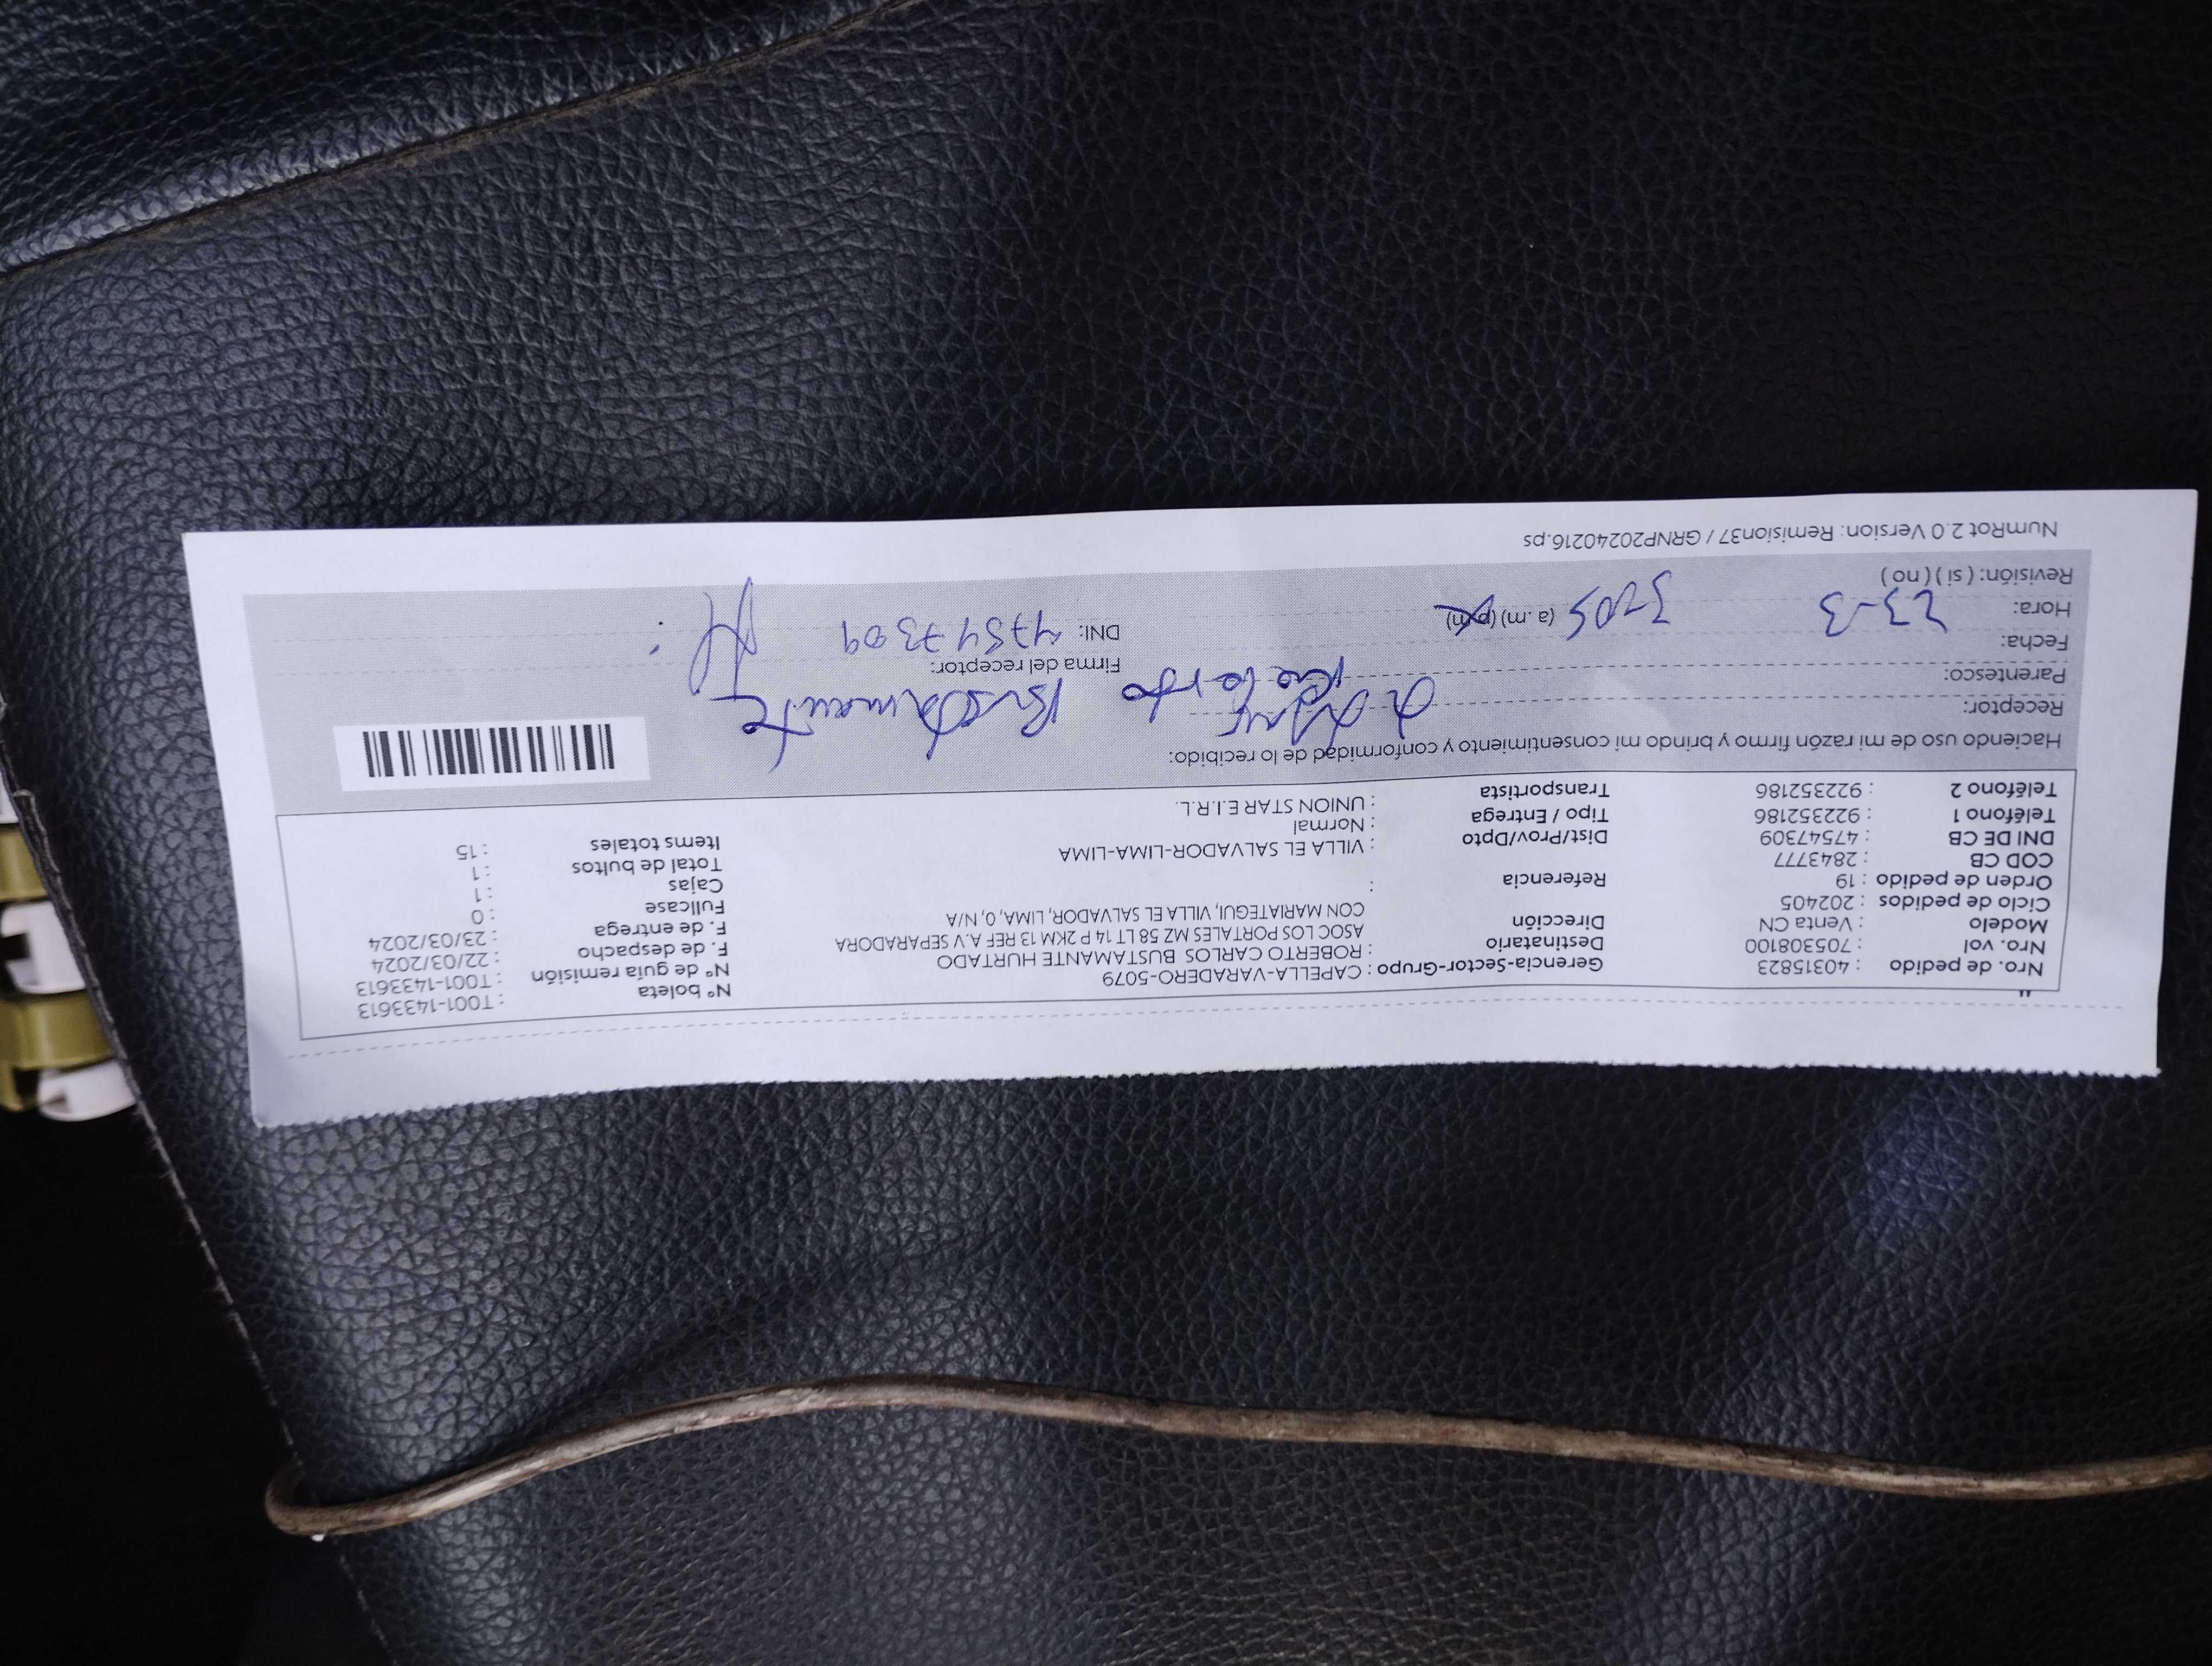 Nro. de pedido : 40315823 Gerencia-Sector-Grupo : CAPELLA-VARADERO-5079 N° boleta : T001-1433613
Nro. vol : 705308100 Destinatario : ROBERTO CARLOS BUSTAMANTE HURTADO N° de guía remisión : T001-1433613
Modelo : Venta CN Dirección ASOC LOS PORTALES MZ 58 LT 14 P 2KM 13 REF A.V SEPARADORA F. de despacho : 22/03/2024
Ciclo de pedidos : 202405 CON MARIATEGUI, VILLA EL SALVADOR, LIMA, 0, N/A F. de entrega : 23/03/2024
Orden de pedido : 19 Referencia : Fullcase : 0
COD CB : 2843777 Cajas : 1
DNI DE CB : 47547309 Dist/Prov/Dpto : VILLA EL SALVADOR-LIMA-LIMA Total de bultos : 1
Teléfono 1 : 922352186 Tipo / Entrega : Normal Items totales : 15
Teléfono 2 : 922352186 Transportista : UNION STAR E.I.R.L.
Haciendo uso de mi razón firmo y brindo mi consentimiento y conformidad de lo recibido:
Receptor: Bustamante
Parentesco:
Fecha: 23-3 Firma del receptor:
Hora: 3:05 (a.m) (p.m) DNI: 47547309
Revisión: ( si ) ( no )
NumRot 2.0 Version: Remision37 / GRNP20240216.ps